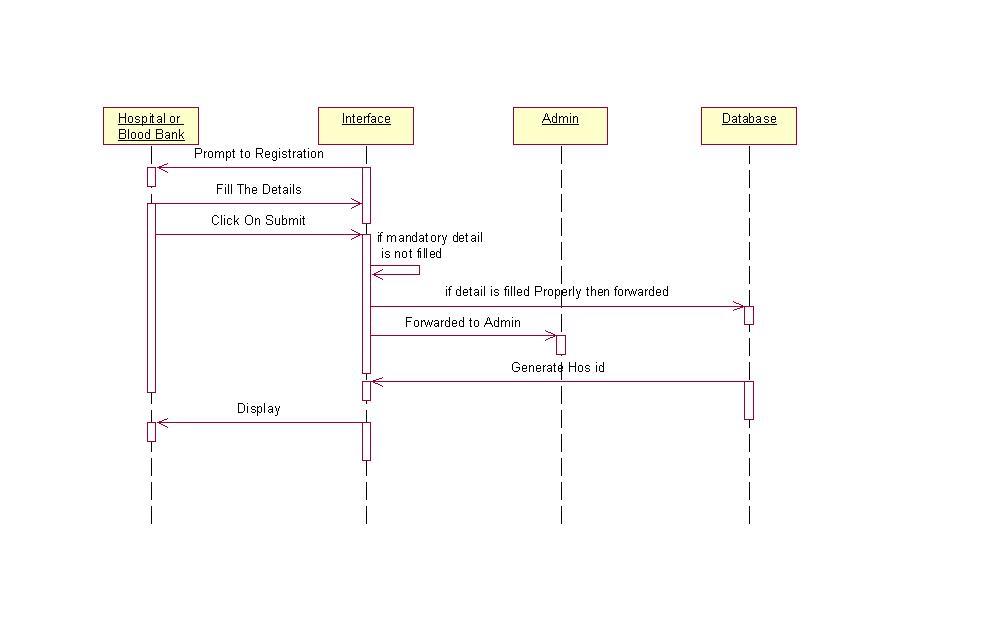 Hospital or
Blood Bank
Interface
Admin
Database
Prompt to Registration
Fill The Details
Click On Submit
if mandatory detail
is not filled
if detail is filled Properly then forwarded
Forwarded to Admin
Generate Hos id
Display